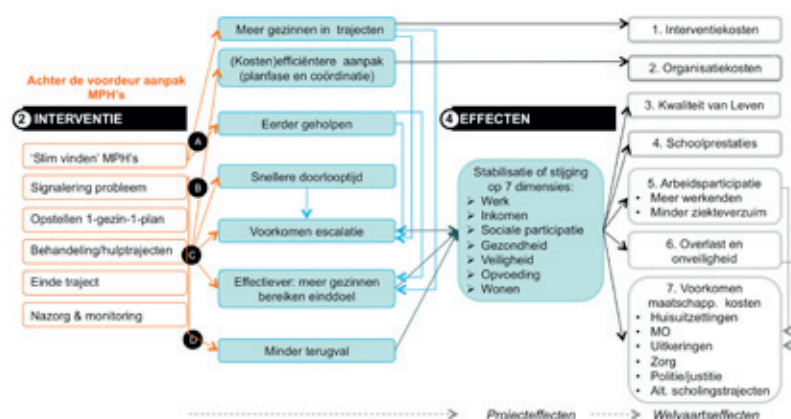 Achter de voordeur aanpak
MPH's
2 INTERVENTIE
'Slim vinden' MPH's
Signalering probleem
Opstellen 1-gezin-1-plan
Behandeling/hulptrajecten
Einde traject
Nazorg & monitoring
A
B
C
D
Meer gezinnen in trajecten
(Kosten)efficiëntere aanpak
(planfase en coördinatie)
Eerder geholpen
Snellere doorlooptijd
Voorkomen escalatie
Effectiever: meer gezinnen
bereiken einddoel
Minder terugval
4 EFFECTEN
Stabilisatie of stijging
op 7 dimensies:
➢ Werk
➢ Inkomen
➢ Sociale participatie
➢ Gezondheid
➢ Veiligheid
➢ Opvoeding
➢ Wonen
1. Interventiekosten
2. Organisatiekosten
3. Kwaliteit van Leven
4. Schoolprestaties
5. Arbeidsparticipatie
• Meer werkenden
• Minder ziekteverzuim
6. Overlast en
onveiligheid
7. Voorkomen
maatschapp. kosten
• Huisuitzettingen
• MO
• Uitkeringen
• Zorg
• Politie/justitie
• Alt. scholingstrajecten
Projecteffecten
Welvaartseffecten